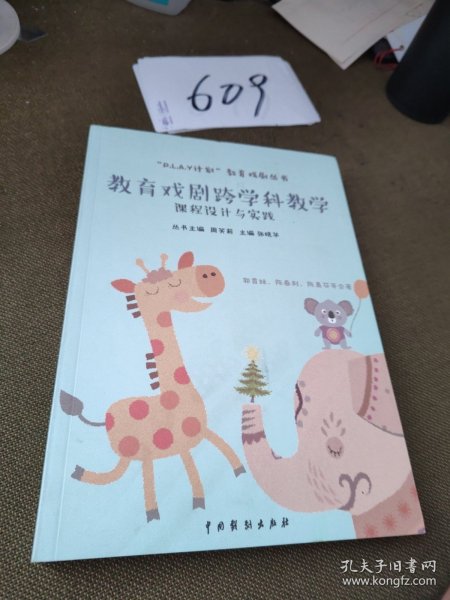 609
"P.L.A.Y计划"教育戏剧丛书
教育戏剧跨学科教学
课程设计与实践
丛书主编 周笑莉 主编 张晓华
中国戏剧出版社
孔夫子旧书网
www.kongfz.com